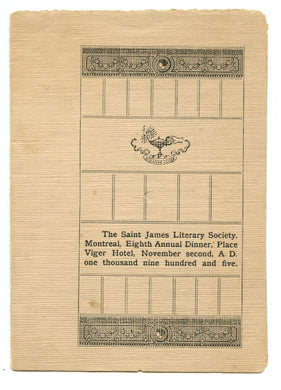 The Saint James Literary Society,
Montreal, Eighth Annual Dinner, Place
Viger Hotel, November second, A. D.
one thousand nine hundred and five.